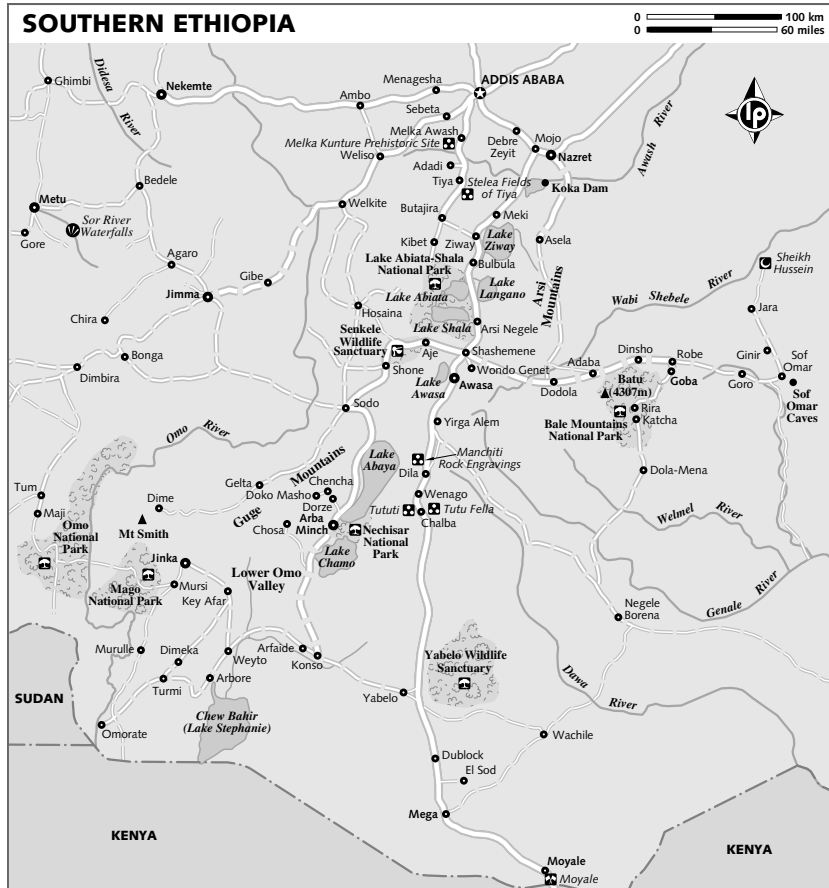 SOUTHERN ETHIOPIA
0 100 km
0 60 miles
lp
Ghimbi
Didesa
River
Nekemte
Ambo
Menagesha
ADDIS ABABA
Sebeta
Melka Awash
Melka Kunture Prehistoric Site
Weliso
Debre
Zeyit
Mojo
Nazret
Awash
River
Adadi
Tiya
Stelea Fields
of Tiya
Koka Dam
Bedele
Metu
Sor River
Waterfalls
Gore
Welkite
Butajira
Meki
Kibet
Ziway
Lake
Ziway
Asela
Agaro
Gibe
Jimma
Lake Abiata-Shala
National Park
Bulbula
Lake
Langano
Lake Abiata
Arsi
Mountains
Wabi Shebele River
Sheikh
Hussein
Jara
Chira
Hosaina
Lake Shala
Arsi Negele
Senkele
Wildlife
Sanctuary
Aje
Shashemene
Shone
Wondo Genet
Lake
Awasa
Awasa
Bonga
Dimbira
Adaba
Dinsho
Robe
Ginir
Sof
Omar
Dodola
Batu
(4307m)
Goba
Goro
Sof
Omar
Caves
Rira
Bale Mountains
National Park
Katcha
Sodo
Yirga Alem
Omo River
Lake
Abaya
Manchiti
Rock Engravings
Dola-Mena
Guge Mountains
Gelta
Chencha
Doko Masho
Dorze
Dila
Wenago
Tum
Maji
Dime
Mt Smith
Chosa
Arba
Minch
Nechisar
National
Park
Tututi
Tutu Fella
Chalba
Welmel River
Omo
National
Park
Lake
Chamo
Jinka
Mago
National Park
Mursi
Key Afar
Lower Omo
Valley
Genale River
Negele
Borena
Murulle
Dimeka
Weyto
Arfaide
Konso
Yabelo Wildlife
Sanctuary
Dawa
River
Turmi
Arbore
SUDAN
Yabelo
Chew Bahir
(Lake Stephanie)
Omorate
Wachile
Dublock
El Sod
Mega
KENYA
KENYA
Moyale
Moyale